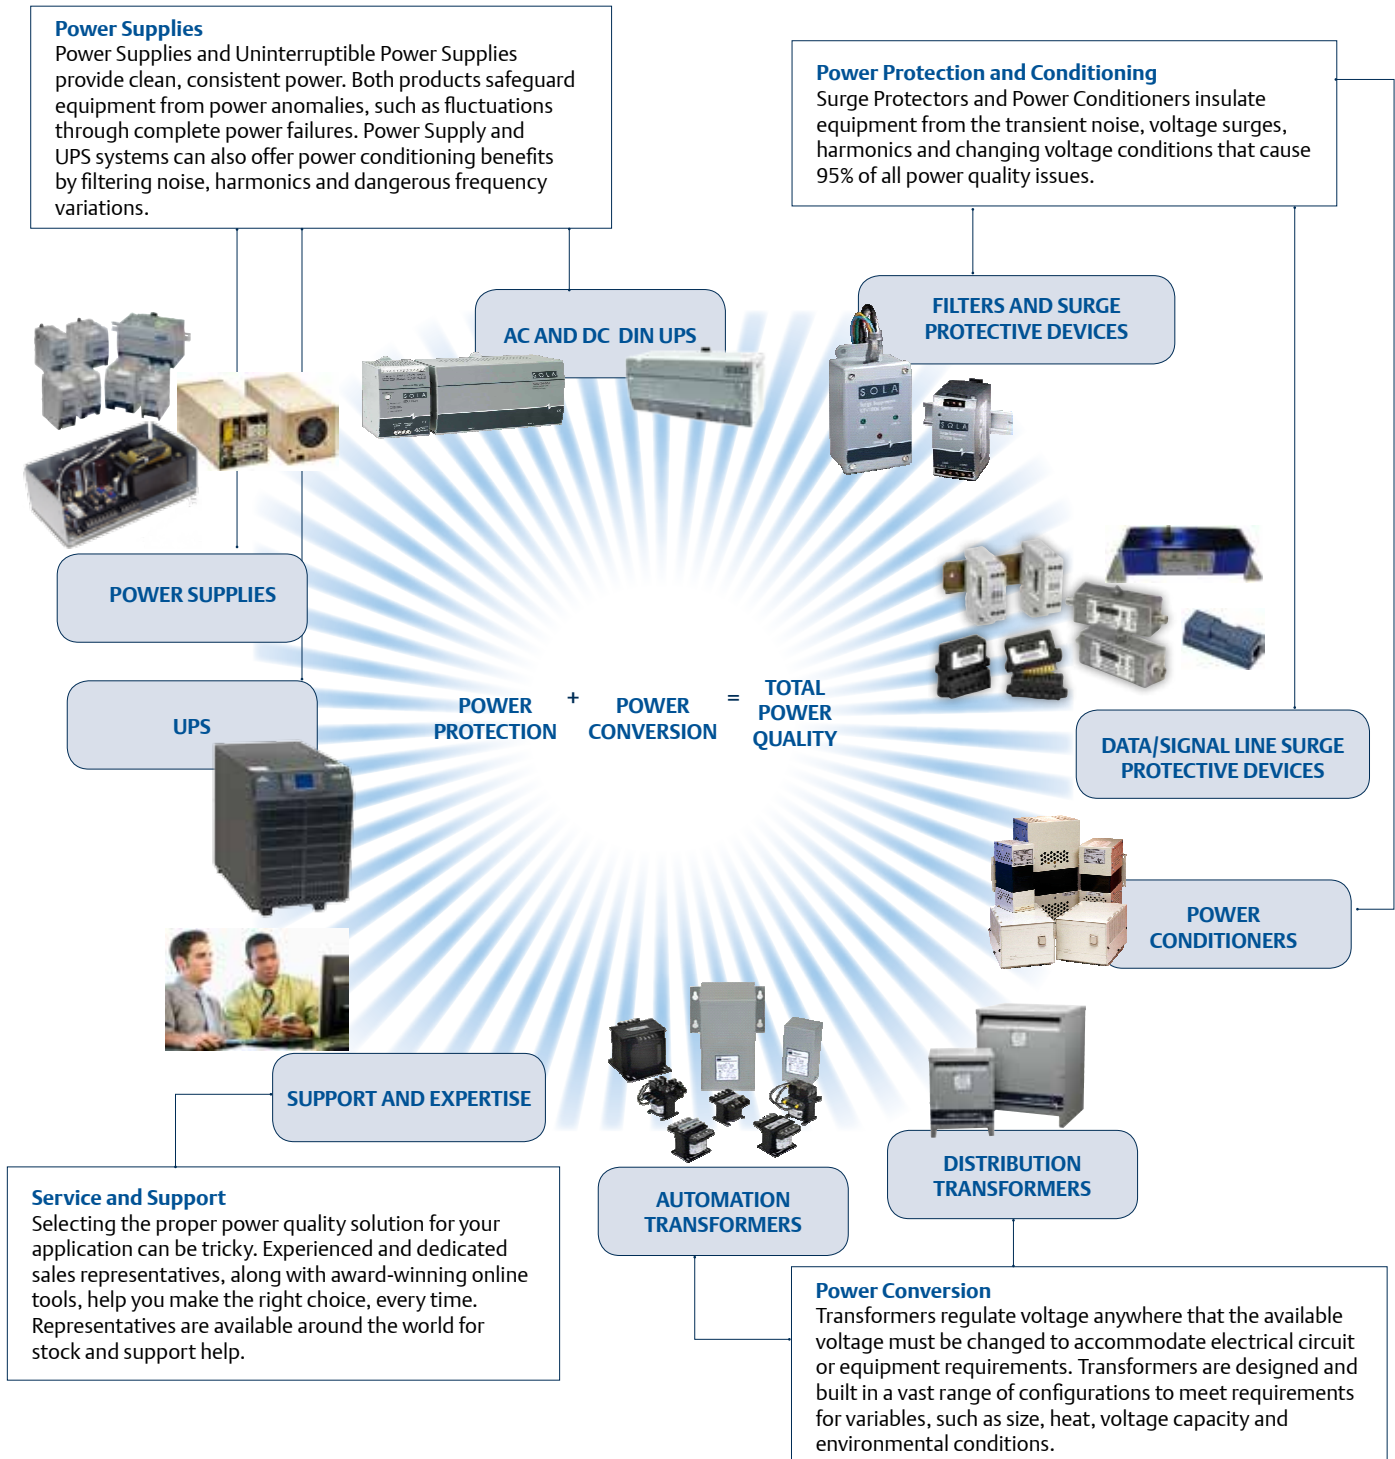 Power Supplies
Power Supplies and Uninterruptible Power Supplies
provide clean, consistent power. Both products safeguard
equipment from power anomalies, such as fluctuations
through complete power failures. Power Supply and
UPS systems can also offer power conditioning benefits
by filtering noise, harmonics and dangerous frequency
variations.
Power Protection and Conditioning
Surge Protectors and Power Conditioners insulate
equipment from the transient noise, voltage surges,
harmonics and changing voltage conditions that cause
95% of all power quality issues.
AC AND DC DIN UPS
FILTERS AND SURGE
PROTECTIVE DEVICES
SOLA
SOLA
SOLA
SOLA
POWER SUPPLIES
UPS
POWER
PROTECTION
+
POWER
CONVERSION
=
TOTAL
POWER
QUALITY
DATA/SIGNAL LINE SURGE
PROTECTIVE DEVICES
POWER
CONDITIONERS
SUPPORT AND EXPERTISE
DISTRIBUTION
TRANSFORMERS
AUTOMATION
TRANSFORMERS
Service and Support
Selecting the proper power quality solution for your
application can be tricky. Experienced and dedicated
sales representatives, along with award-winning online
tools, help you make the right choice, every time.
Representatives are available around the world for
stock and support help.
Power Conversion
Transformers regulate voltage anywhere that the available
voltage must be changed to accommodate electrical circuit
or equipment requirements. Transformers are designed and
built in a vast range of configurations to meet requirements
for variables, such as size, heat, voltage capacity and
environmental conditions.